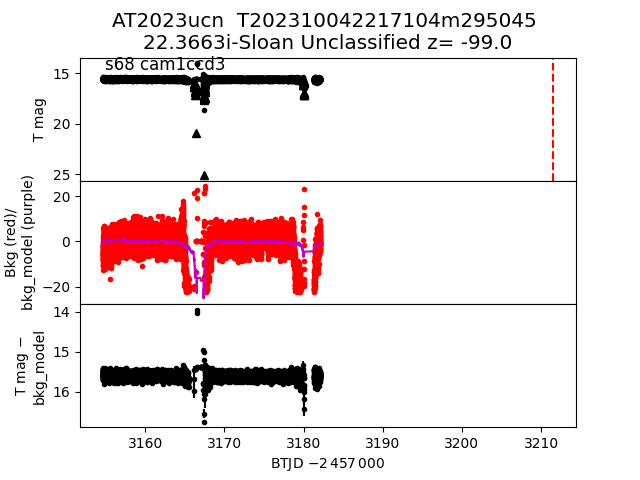 AT2023ucn  T202310042217104m295045
22.3663i-Sloan Unclassified z= -99.0
s68 cam1ccd3
15
20
25
T mag
20
0
−20
Bkg (red)/
bkg_model (purple)
14
15
16
T mag −
bkg_model
3160
3170
3180
3190
3200
3210
BTJD −2 457 000